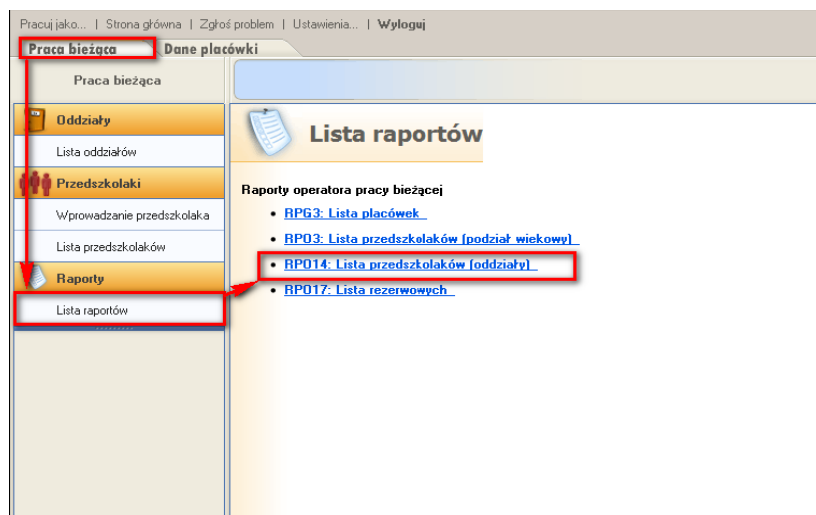 Pracuj jako... | Strona główna | Zgłoś problem | Ustawienia... | Wyloguj
Praca bieżąca Dane placówki
Praca bieżąca
Oddziały
Lista oddziałów
Przedszkolaki
Wprowadzanie przedszkolaka
Lista przedszkolaków
Raporty
Lista raportów
Lista raportów
Raporty operatora pracy bieżącej
• RPG3: Lista placówek
• RPO3: Lista przedszkolaków (podział wiekowy)
• RPO14: Lista przedszkolaków (oddziały)
• RPO17: Lista rezerwowych